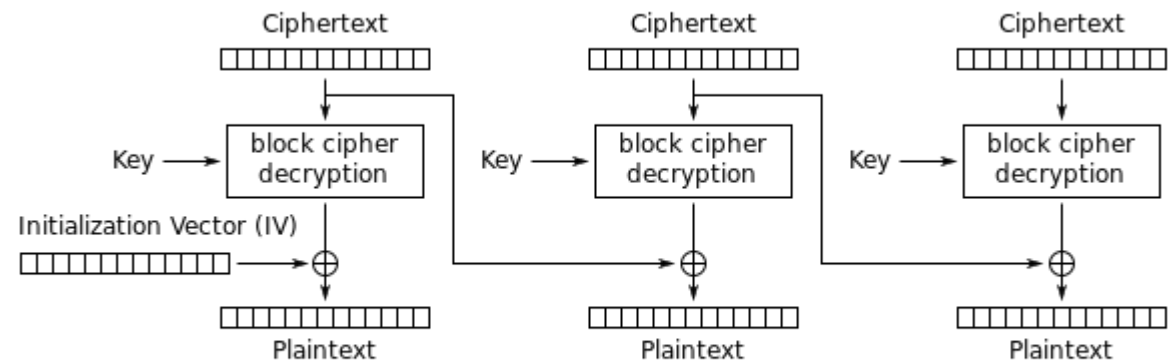 Ciphertext
Ciphertext
Ciphertext
Key
block cipher
decryption
Key
block cipher
decryption
Key
block cipher
decryption
Initialization Vector (IV)
Plaintext
Plaintext
Plaintext